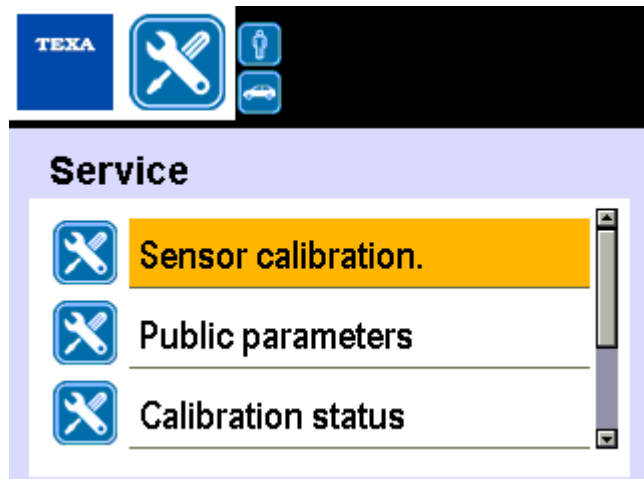 TEXA
Service
Sensor calibration.
Public parameters
Calibration status